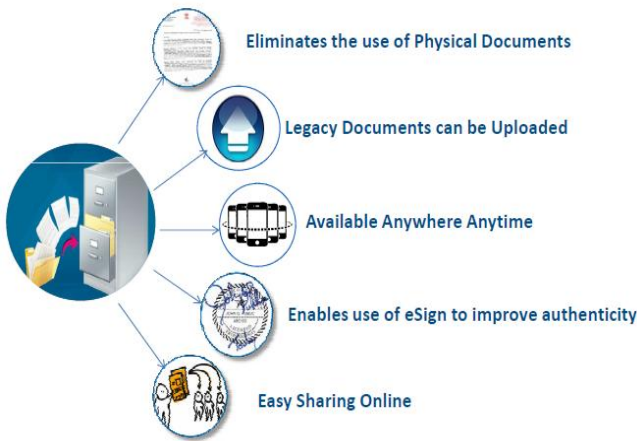 Eliminates the use of Physical Documents
Legacy Documents can be Uploaded
Available Anywhere Anytime
Enables use of eSign to improve authenticity
Easy Sharing Online